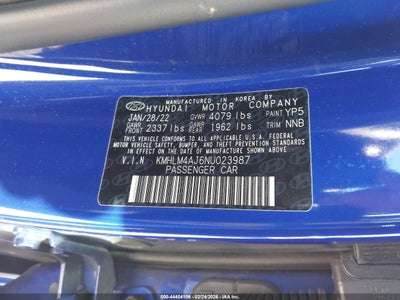 MANUFACTURED IN KOREA BY
HYUNDAI MOTOR COMPANY
JAN/28/22 GVWR 4079 lbs PAINT YP5
GAWR FRONT 2337 lbs GAWR REAR 1962 lbs TRIM NNB
THIS VEHICLE CONFORMS TO ALL APPLICABLE U.S. FEDERAL
MOTOR VEHICLE SAFETY, BUMPER, AND THEFT PREVENTION
STANDARDS IN EFFECT ON THE DATE OF MANUFACTURE SHOWN ABOVE.
V.I.N KMHLM4AJ6NU023987
PASSENGER CAR
000-44454106 - 02/24/2026 - IAA